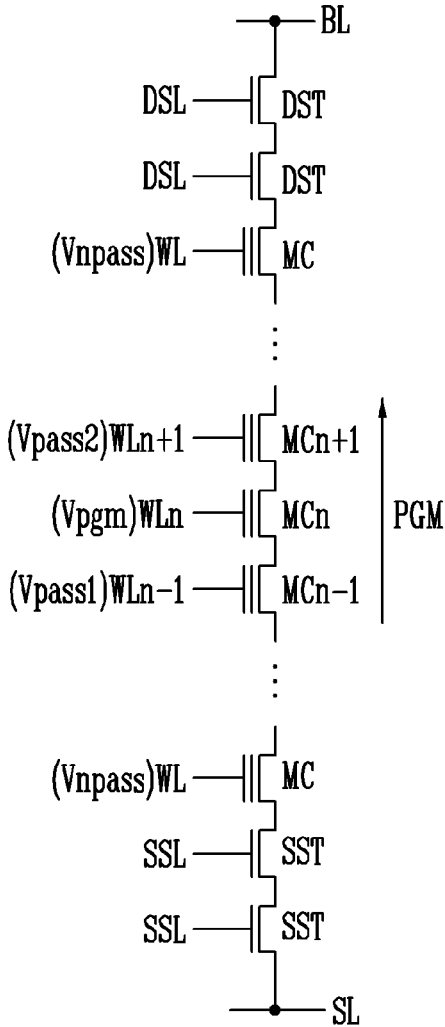 BL
DSL DST
DSL DST
(Vnpass)WL MC
(Vpass2)WLn+1 MCn+1
(Vpgm)WLn MCn PGM
(Vpass1)WLn-1 MCn-1
(Vnpass)WL MC
SSL SST
SSL SST
SL